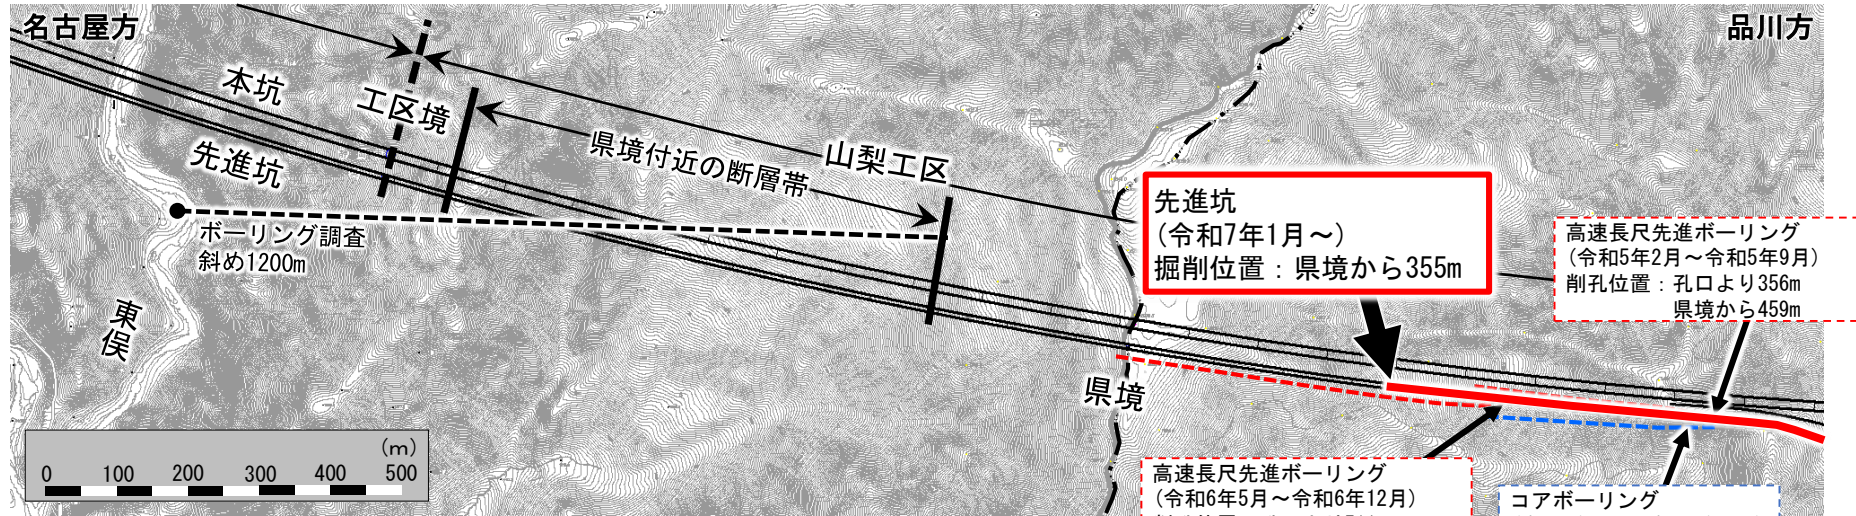 名古屋方
品川方
本坑
工区境
先進坑
県境付近の断層帯
山梨工区
ボーリング調査
斜め1200m
東俣
県境
先進坑
(令和7年1月～)
掘削位置：県境から355m
高速長尺先進ボーリング
(令和5年2月～令和5年9月)
削孔位置：孔口より356m
県境から459m
高速長尺先進ボーリング
(令和6年5月～令和6年12月)
コアボーリング
(m)
0 100 200 300 400 500